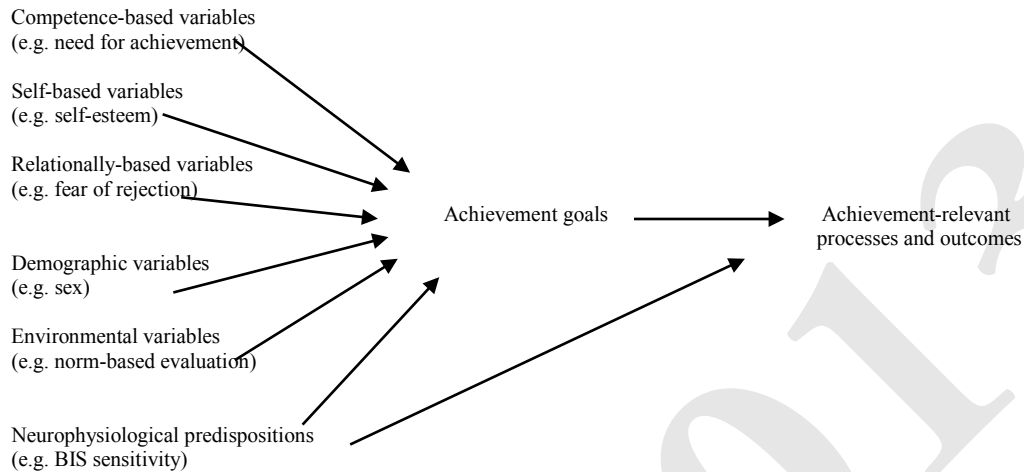 Competence-based variables
(e.g. need for achievement)
Self-based variables
(e.g. self-esteem)
Relationally-based variables
(e.g. fear of rejection)
Achievement goals
Achievement-relevant
processes and outcomes
Demographic variables
(e.g. sex)
Environmental variables
(e.g. norm-based evaluation)
Neurophysiological predispositions
(e.g. BIS sensitivity)